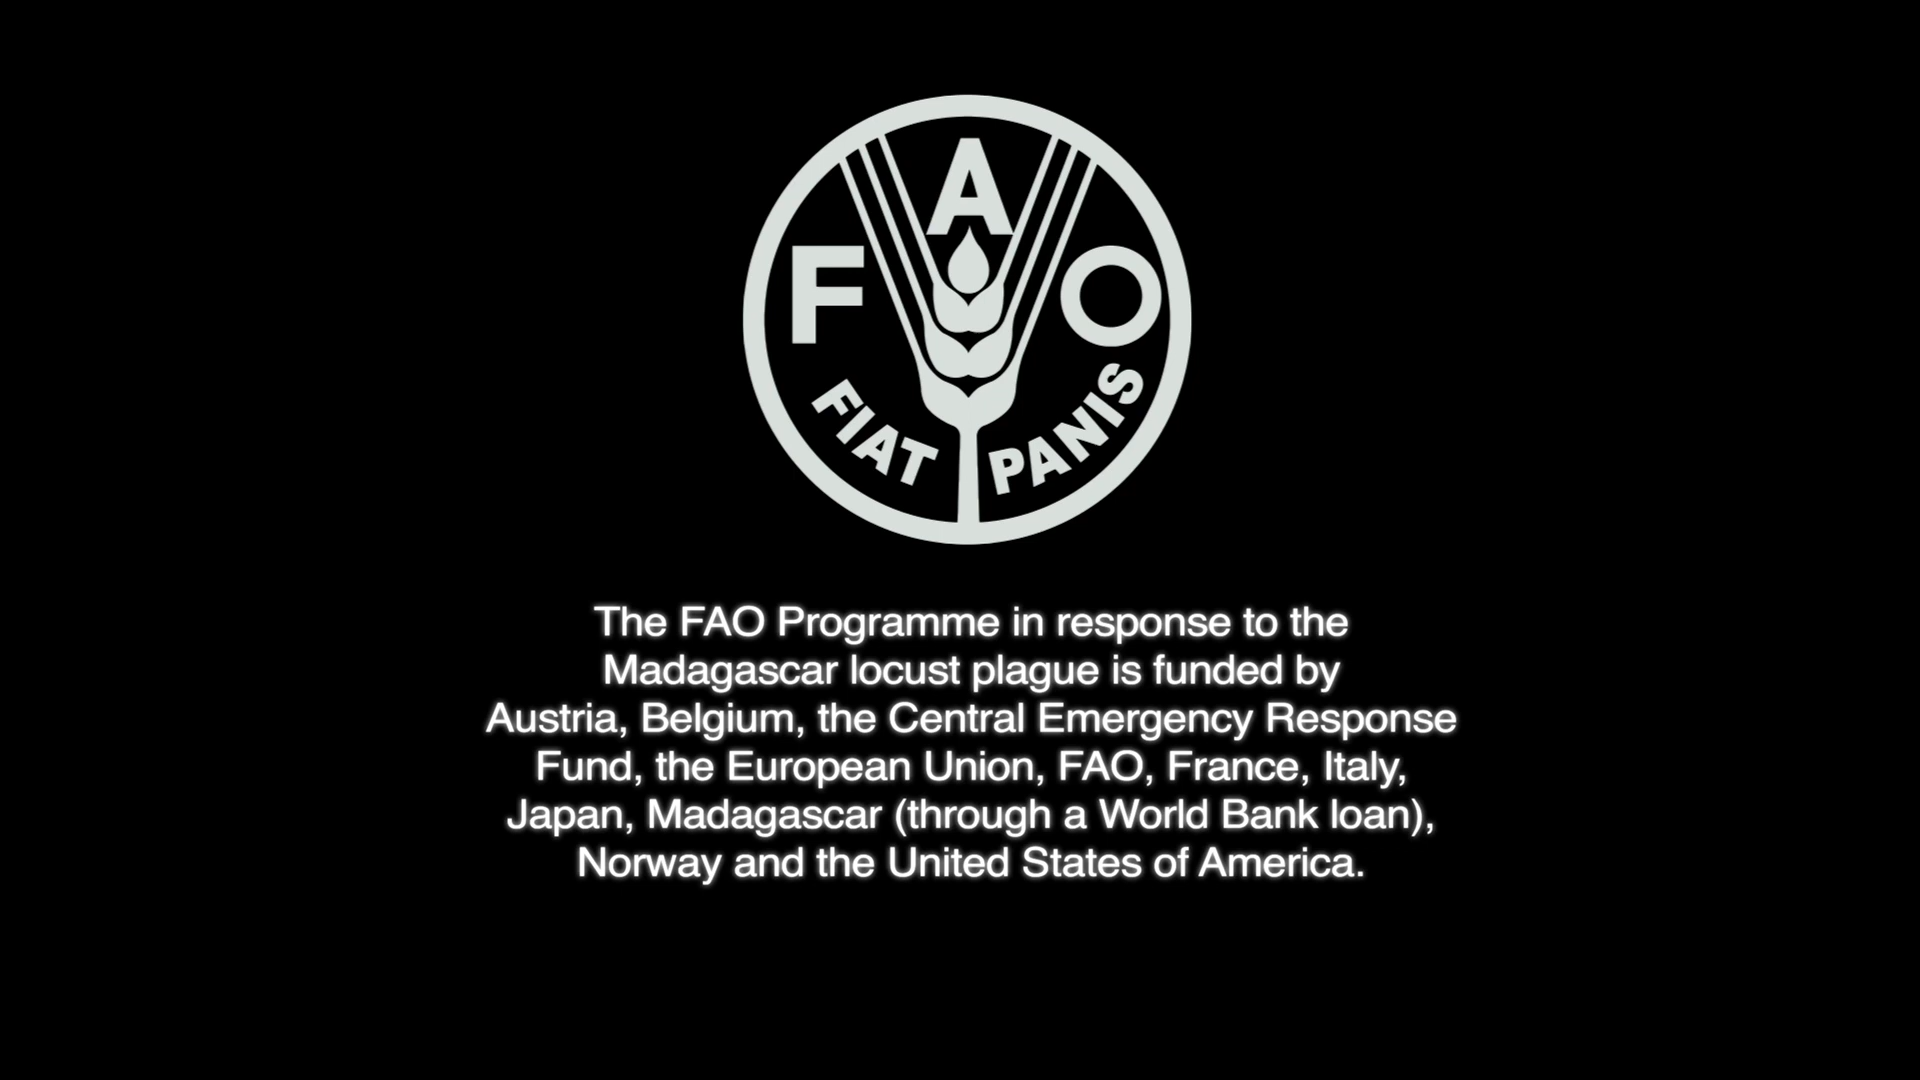 F A O
FIAT PANIS
The FAO Programme in response to the
Madagascar locust plague is funded by
Austria, Belgium, the Central Emergency Response
Fund, the European Union, FAO, France, Italy,
Japan, Madagascar (through a World Bank loan),
Norway and the United States of America.